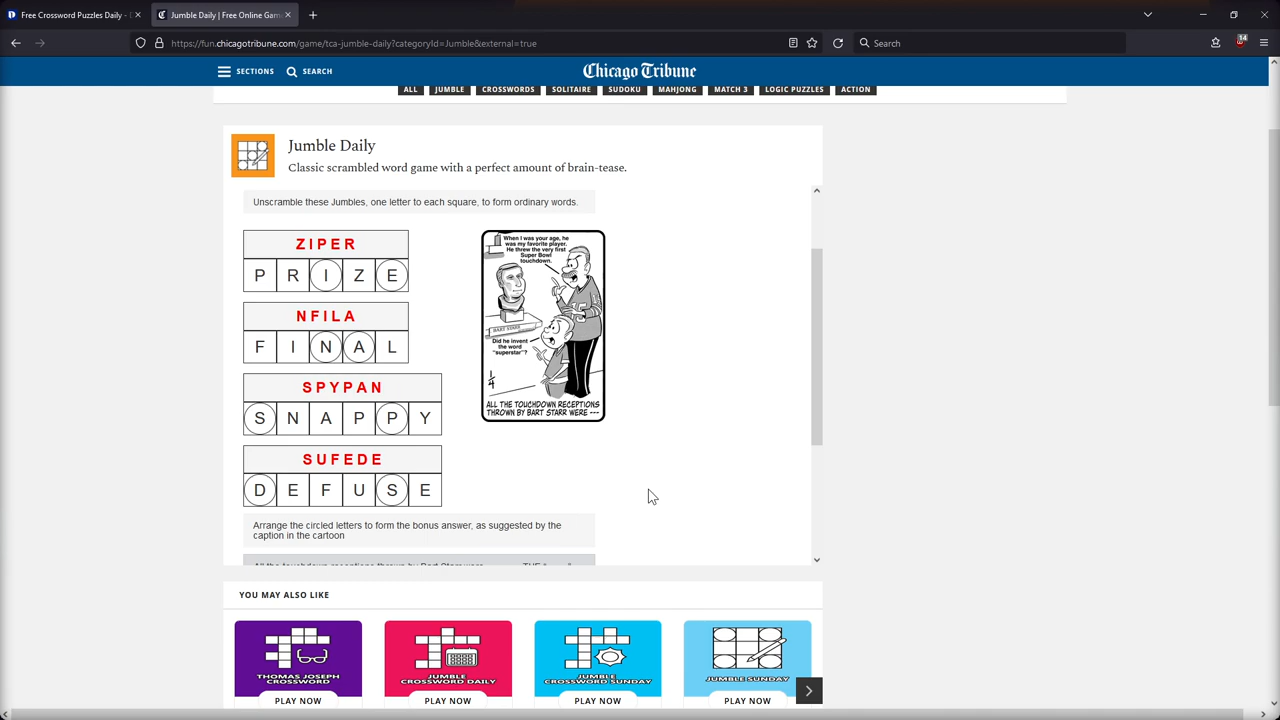 Free Crossword Puzzles Daily -
Jumble Daily | Free Online Gam
https://fun.chicagotribune.com/game/tca-jumble-daily?categoryId=Jumble&external=true
Search
14
SECTIONS
SEARCH
Chicago Tribune
ALL
JUMBLE
CROSSWORDS
SOLITAIRE
SUDOKU
MAHJONG
MATCH 3
LOGIC PUZZLES
ACTION
Jumble Daily
Classic scrambled word game with a perfect amount of brain-tease.
Unscramble these Jumbles, one letter to each square, to form ordinary words.
ZIPER
P R I Z E
NFILA
F I N A L
SPYPAN
S N A P P Y
SUFEDE
D E F U S E
When I was your age, he
was my favorite player.
He threw the very first
Super Bowl
touchdown.
BART STARR
Did he invent
the word
"superstar"?
1/4
ALL THE TOUCHDOWN RECEPTIONS
THROWN BY BART STARR WERE ---
Arrange the circled letters to form the bonus answer, as suggested by the
caption in the cartoon
YOU MAY ALSO LIKE
THOMAS JOSEPH
CROSSWORD
PLAY NOW
JUMBLE
CROSSWORD DAILY
PLAY NOW
JUMBLE
CROSSWORD SUNDAY
PLAY NOW
JUMBLE SUNDAY
PLAY NOW